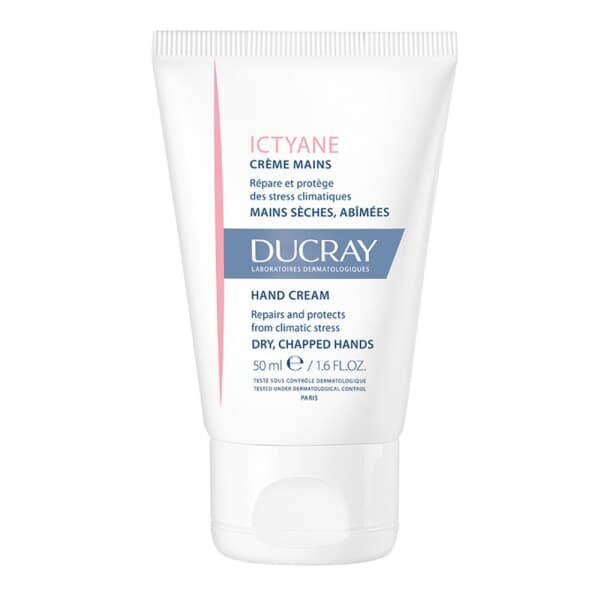 ICTYANE
CRÈME MAINS
Répare et protège
des stress climatiques
MAINS SÈCHES, ABÎMÉES
DUCRAY
LABORATOIRES DERMATOLOGIQUES
HAND CREAM
Repairs and protects
from climatic stress
DRY, CHAPPED HANDS
50 ml ℮ / 1.6 FL.OZ.
TESTÉ SOUS CONTRÔLE DERMATOLOGIQUE
TESTED UNDER DERMATOLOGICAL CONTROL
PARIS